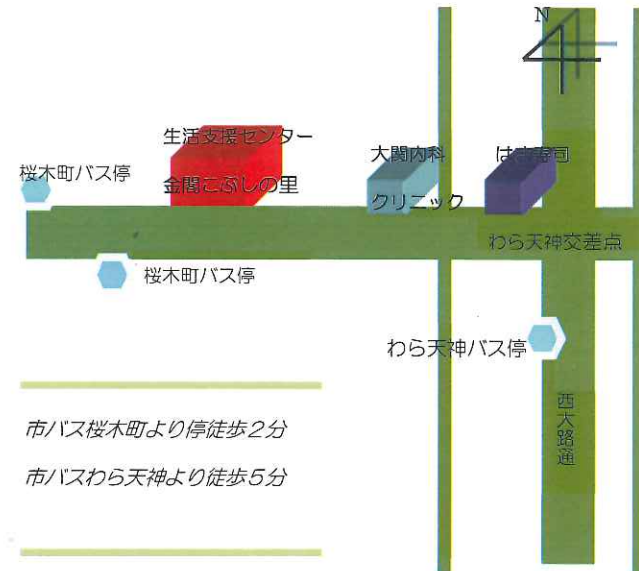 N
生活支援センター
金閣こぶしの里
大関内科
クリニック
寿司
桜木町バス停
わら天神交差点
桜木町バス停
わら天神バス停
西大路通
市バス桜木町より停徒歩2分
市バスわら天神より徒歩5分